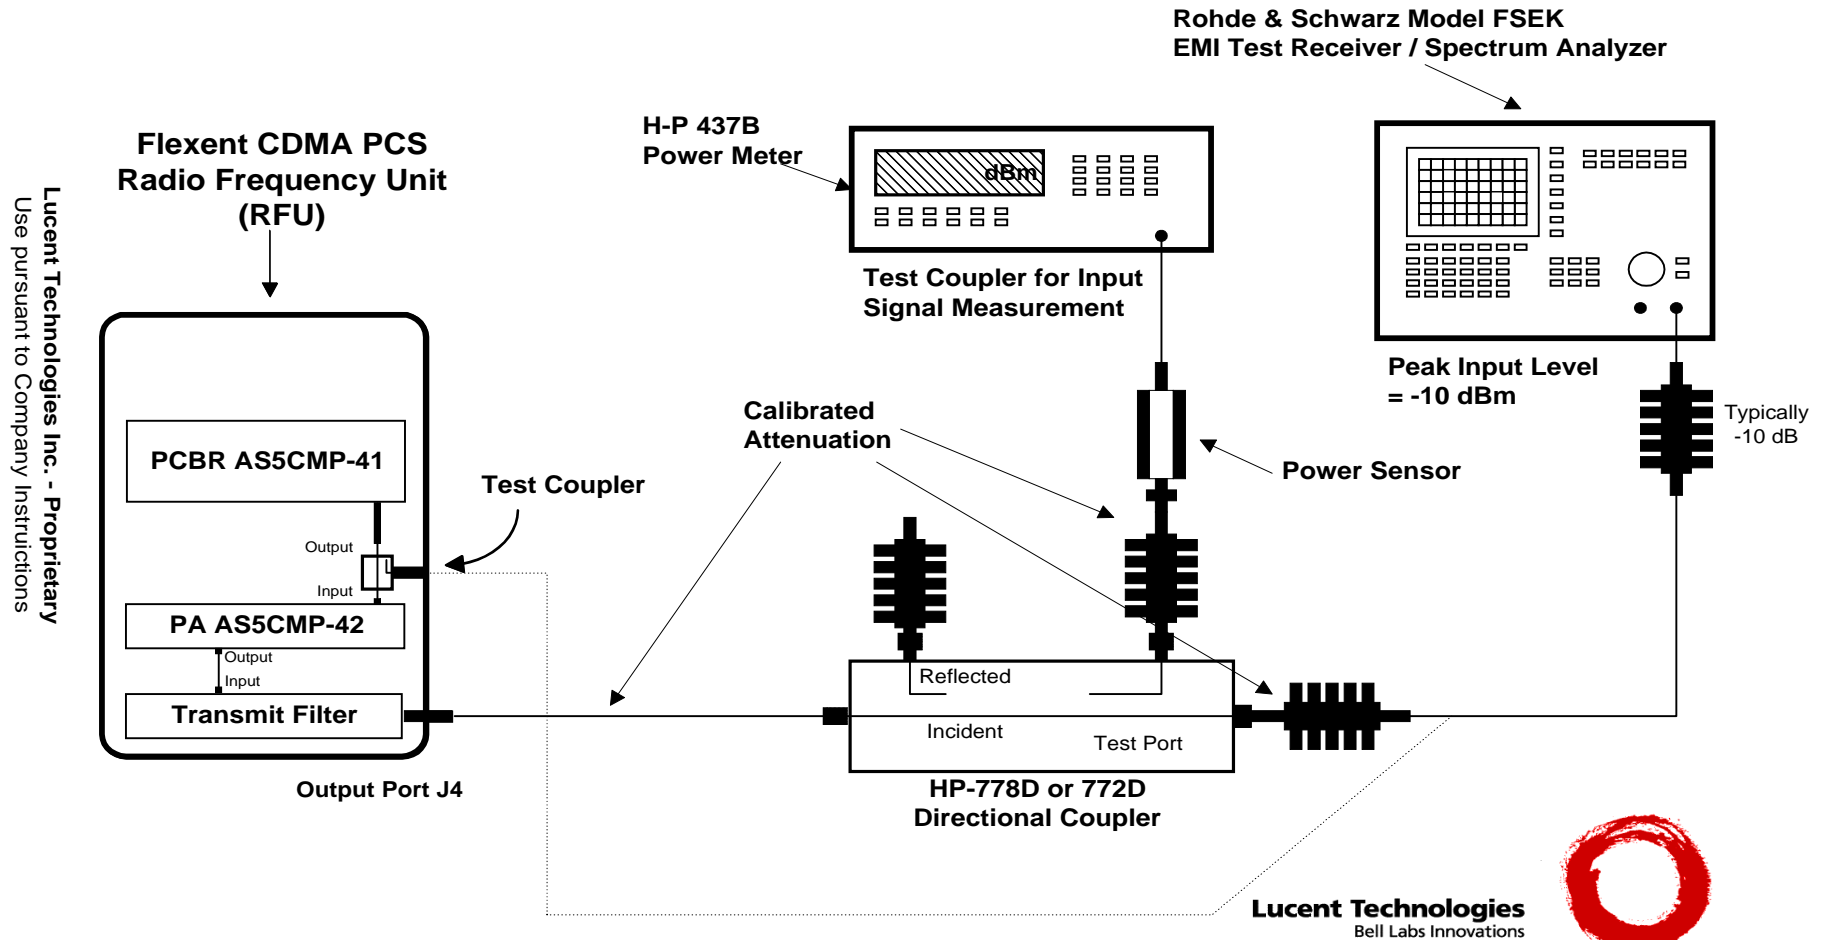 Rohde & Schwarz Model FSEK
EMI Test Receiver / Spectrum Analyzer
H-P 437B
Power Meter
dBm
Flexent CDMA PCS
Radio Frequency Unit
(RFU)
Lucent Technologies Inc. - Proprietary
Use pursuant to Company Instruictions
Test Coupler for Input
Signal Measurement
Peak Input Level
= -10 dBm
Typically
-10 dB
Calibrated
Attenuation
Power Sensor
PCBR AS5CMP-41
Test Coupler
Output
Input
PA AS5CMP-42
Output
Input
Transmit Filter
Reflected
Incident
Test Port
Output Port J4
HP-778D or 772D
Directional Coupler
Lucent Technologies
Bell Labs Innovations